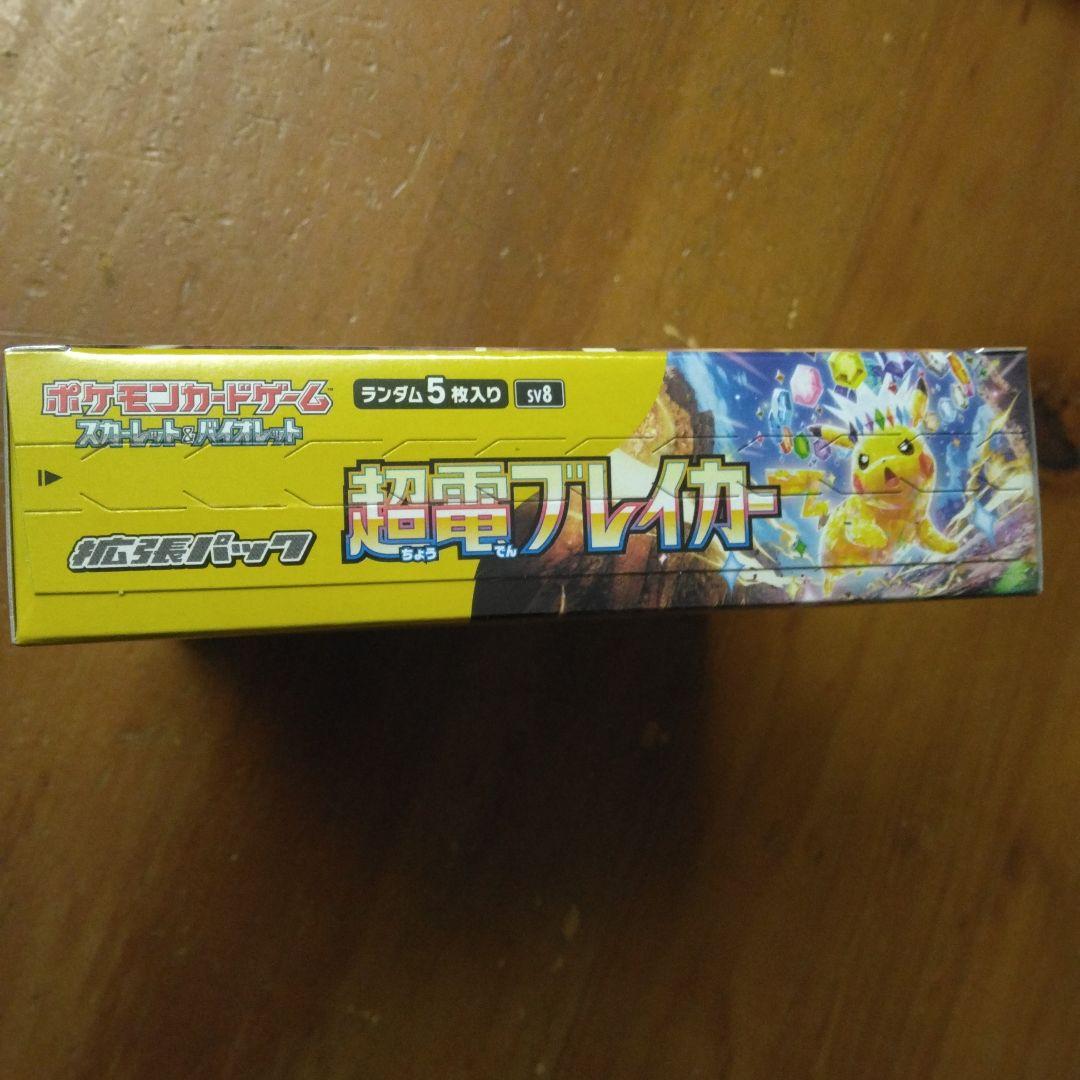 ポケモンカードゲーム™
スカーレット&バイオレット
ランダム5枚入り SV8
拡張パック
超電ブレイカー
ちょう でん